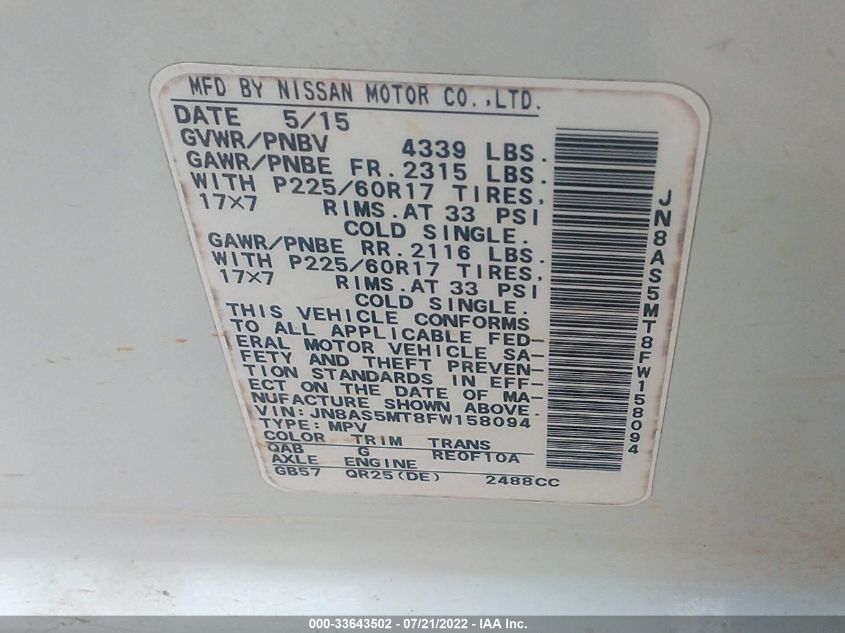 MFD BY NISSAN MOTOR CO.,LTD.
DATE 5/15
GVWR/PNBV 4339 LBS.
GAWR/PNBE FR.2315 LBS.
WITH P225/60R17 TIRES,
17×7 RIMS.AT 33 PSI
COLD SINGLE.
GAWR/PNBE RR.2116 LBS.
WITH P225/60R17 TIRES,
17×7 RIMS.AT 33 PSI
COLD SINGLE.
THIS VEHICLE CONFORMS
TO ALL APPLICABLE FED-
ERAL MOTOR VEHICLE SA-
FETY AND THEFT PREVEN-
TION STANDARDS IN EFF-
ECT ON THE DATE OF MA-
NUFACTURE SHOWN ABOVE.
VIN:JN8AS5MT8FW158094
TYPE:MPV
COLOR TRIM TRANS
QAB G RE0F10A
AXLE ENGINE
GB57 QR25(DE) 2488CC
JN8AS5MT8FW158094
000-33643502 - 07/21/2022 - IAA Inc.